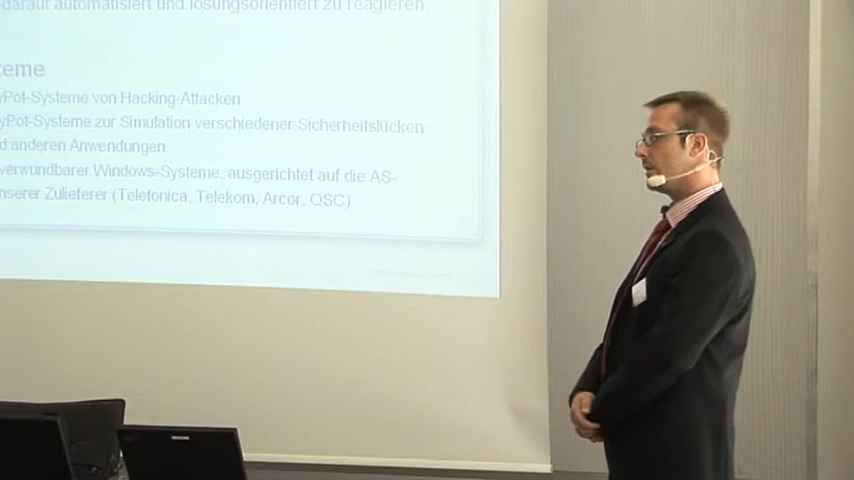 darauf automatisiert und lösungsorientiert zu reagieren.
teme
yPot-Systeme von Hacking-Attacken
yPot-Systeme zur Simulation verschiedener Sicherheitslücken
d anderen Anwendungen
verwundbarer Windows-Systeme, ausgerichtet auf die AS-
nserer Zulieferer (Telefonica, Telekom, Arcor, QSC)